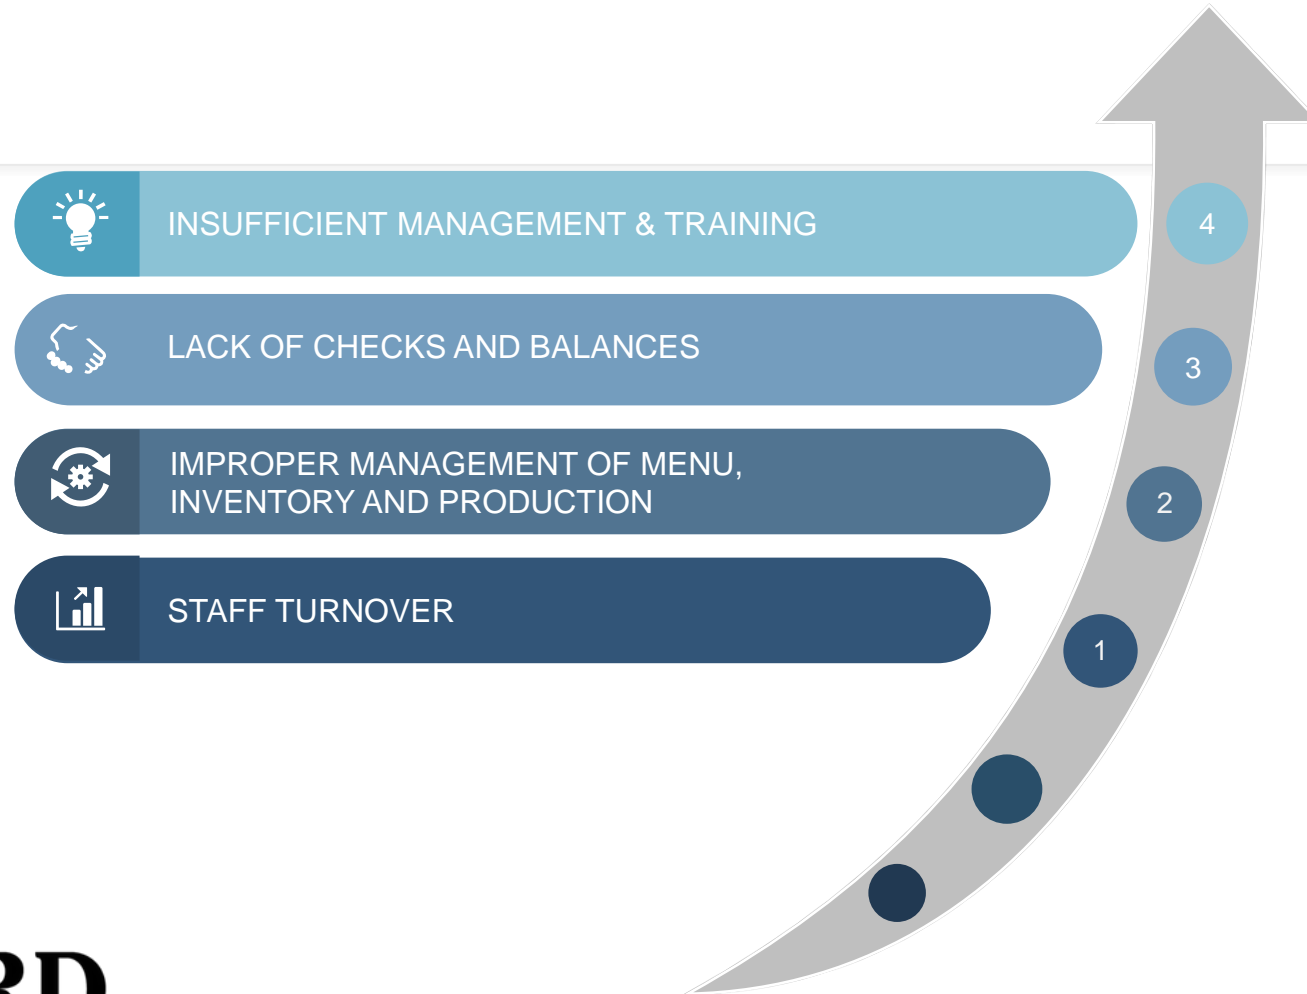 INSUFFICIENT MANAGEMENT & TRAINING
4
LACK OF CHECKS AND BALANCES
3
IMPROPER MANAGEMENT OF MENU,
INVENTORY AND PRODUCTION
2
STAFF TURNOVER
1
RD